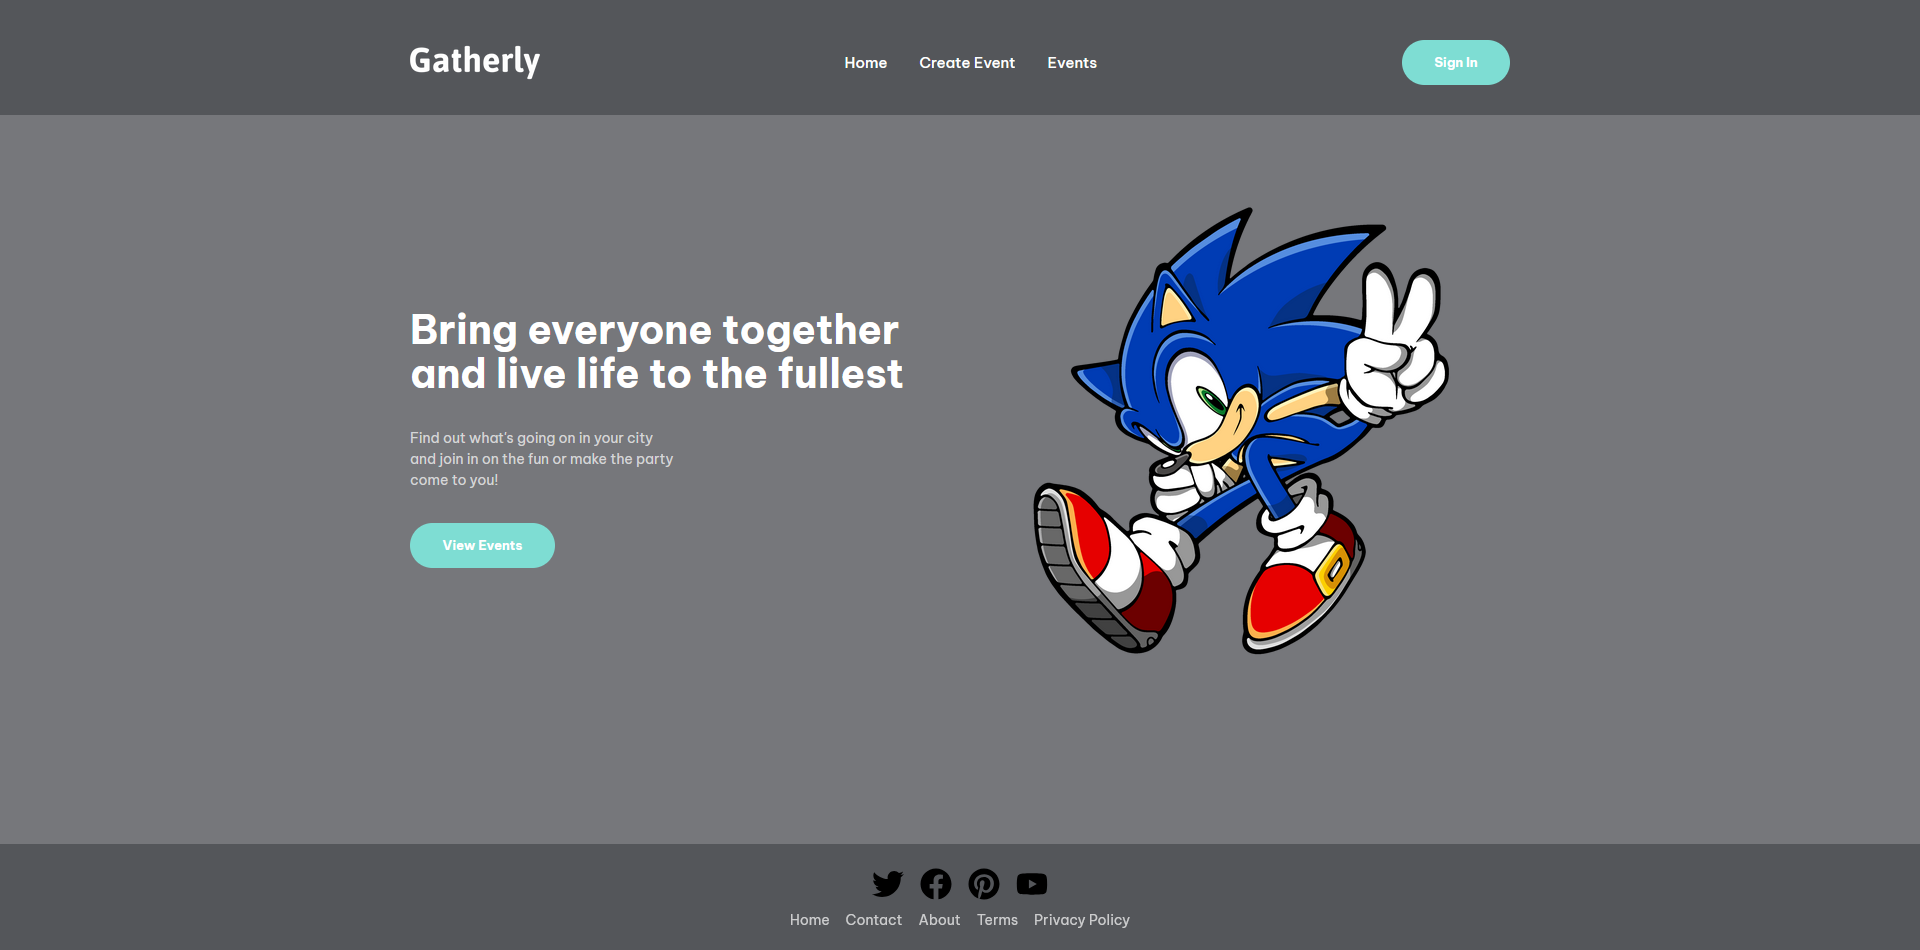 Gatherly
Home Create Event Events
Sign In
Bring everyone together
and live life to the fullest
Find out what's going on in your city
and join in on the fun or make the party
come to you!
View Events
Home Contact About Terms Privacy Policy